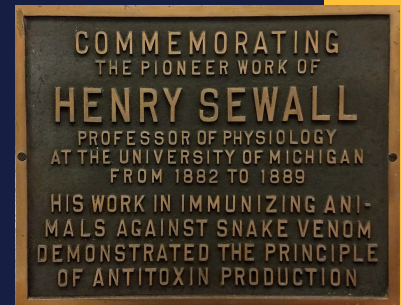 COMMEMORATING
THE PIONEER WORK OF
HENRY SEWALL
PROFESSOR OF PHYSIOLOGY
AT THE UNIVERSITY OF MICHIGAN
FROM 1882 TO 1889
HIS WORK IN IMMUNIZING ANI-
MALS AGAINST SNAKE VENOM
DEMONSTRATED THE PRINCIPLE
OF ANTITOXIN PRODUCTION